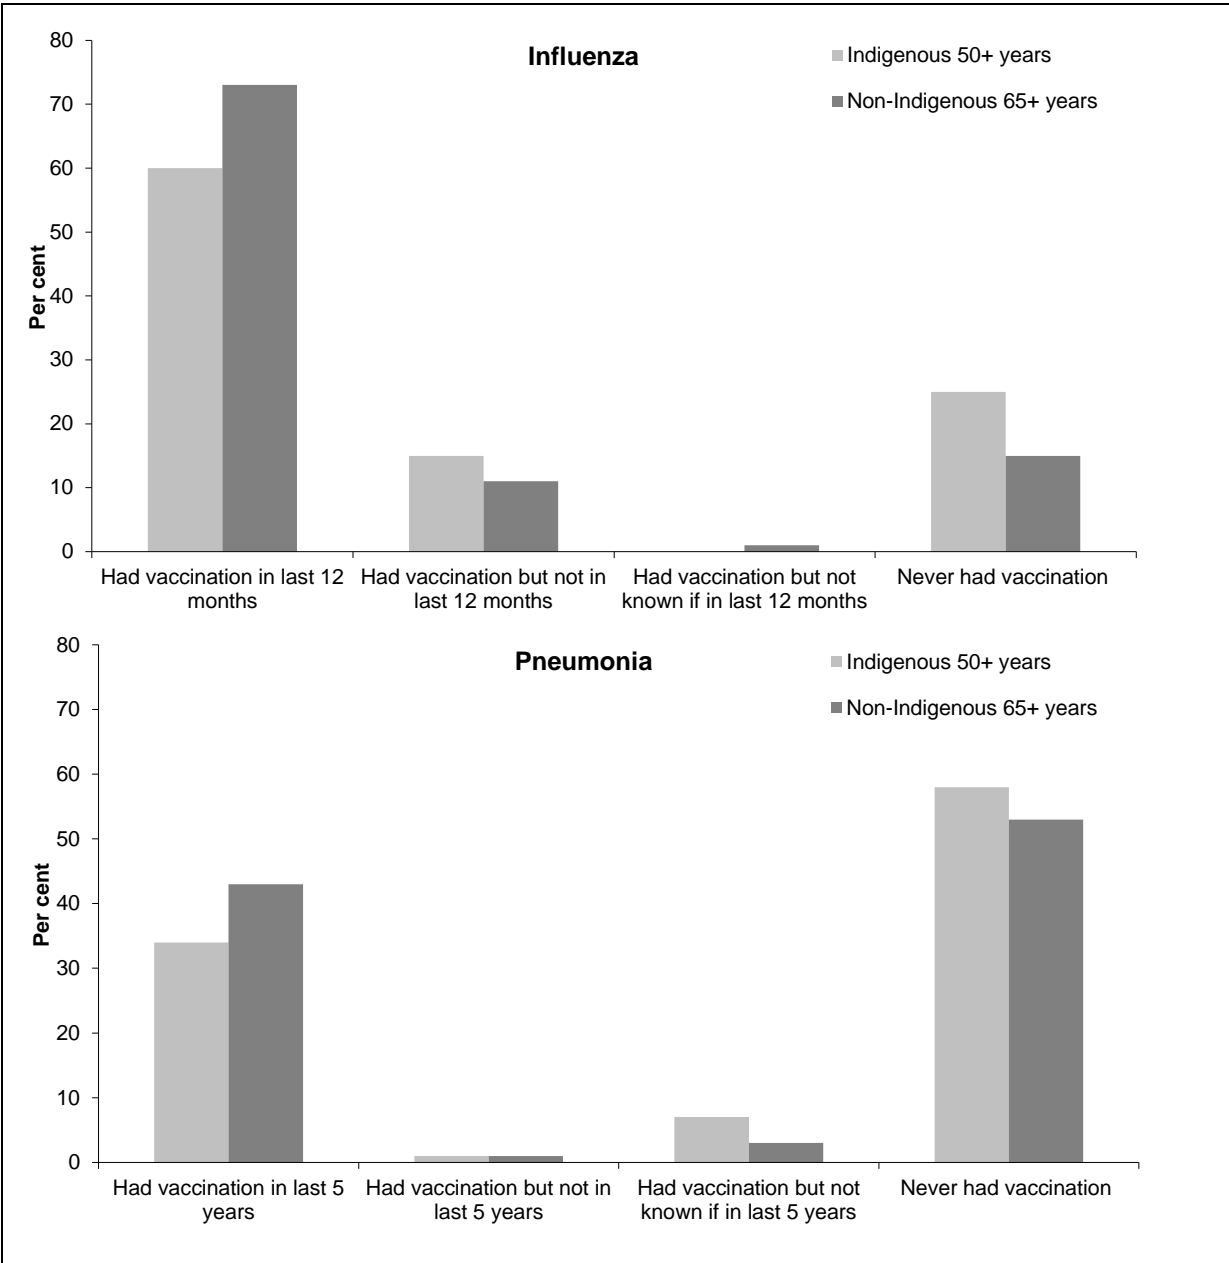 Influenza
Indigenous 50+ years
Non-Indigenous 65+ years
Per cent
80
70
60
50
40
30
20
10
0
Had vaccination in last 12
months
Had vaccination but not in
last 12 months
Had vaccination but not
known if in last 12 months
Never had vaccination
Pneumonia
Indigenous 50+ years
Non-Indigenous 65+ years
Per cent
80
70
60
50
40
30
20
10
0
Had vaccination in last 5
years
Had vaccination but not in
last 5 years
Had vaccination but not
known if in last 5 years
Never had vaccination